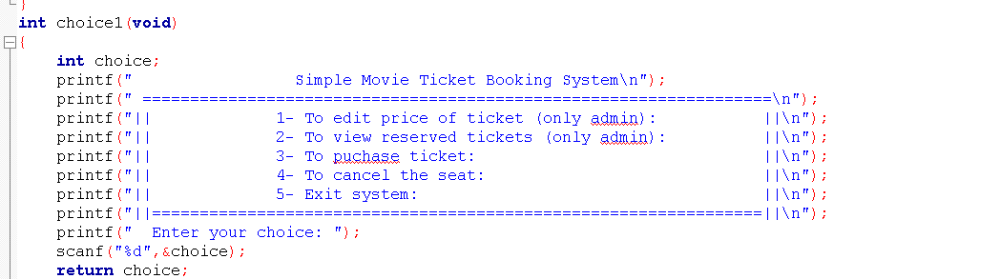 }
int choice1(void)
{
    int choice;
    printf("                 Simple Movie Ticket Booking System\n");
    printf(" ==================================================================\n");
    printf("||             1- To edit price of ticket (only admin):           ||\n");
    printf("||             2- To view reserved tickets (only admin):          ||\n");
    printf("||             3- To puchase ticket:                              ||\n");
    printf("||             4- To cancel the seat:                             ||\n");
    printf("||             5- Exit system:                                    ||\n");
    printf("||================================================================||\n");
    printf("  Enter your choice: ");
    scanf("%d",&choice);
    return choice;